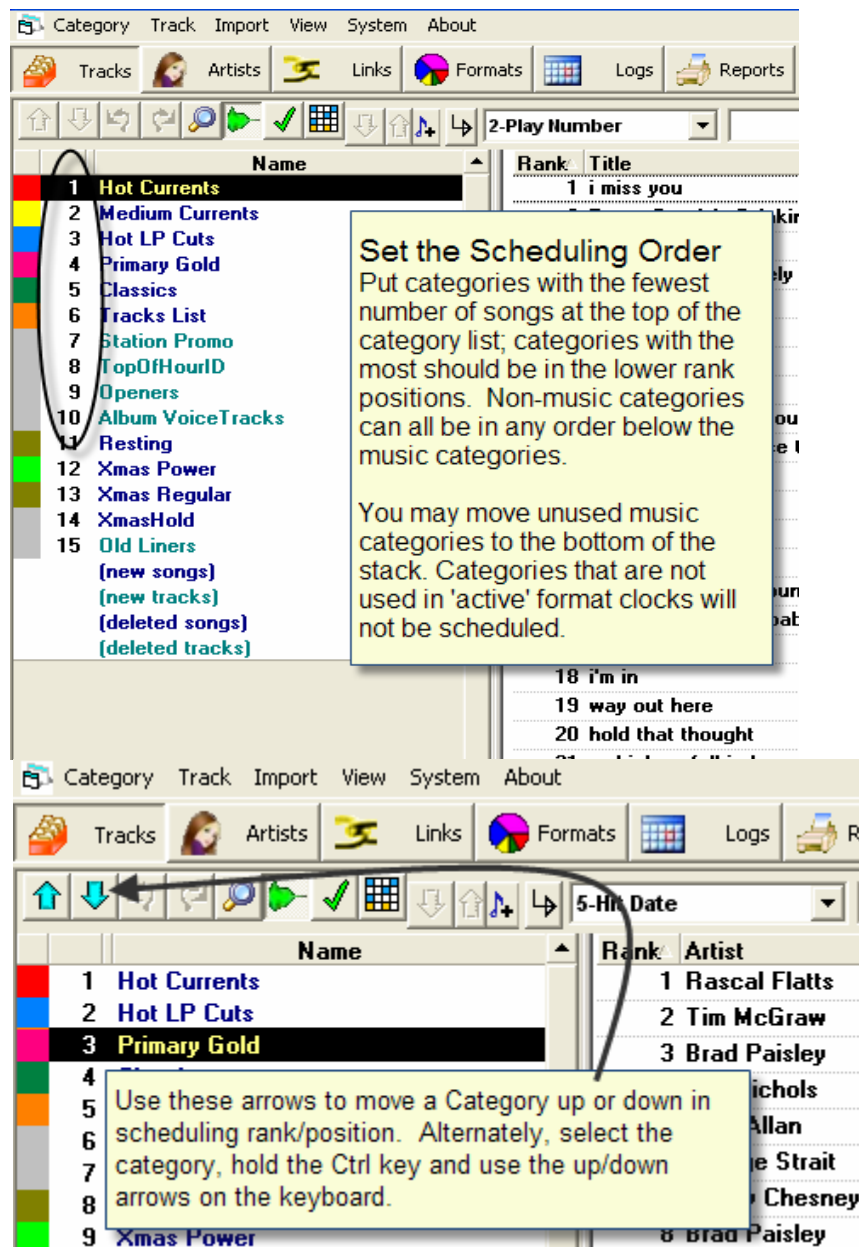 Category Track Import View System About
Tracks Artists Links Formats Logs Reports
2-Play Number
Name
1 Hot Currents
2 Medium Currents
3 Hot LP Cuts
4 Primary Gold
5 Classics
6 Tracks List
7 Station Promo
8 TopOfHourID
9 Openers
10 Album VoiceTracks
11 Resting
12 Xmas Power
13 Xmas Regular
14 XmasHold
15 Old Liners
(new songs)
(new tracks)
(deleted songs)
(deleted tracks)
Rank Title
1 i miss you
18 i'm in
19 way out here
20 hold that thought
Set the Scheduling Order
Put categories with the fewest
number of songs at the top of the
category list; categories with the
most should be in the lower rank
positions. Non-music categories
can all be in any order below the
music categories.
You may move unused music
categories to the bottom of the
stack. Categories that are not
used in 'active' format clocks will
not be scheduled.
Category Track Import View System About
Tracks Artists Links Formats Logs R
5-Hit Date
Name
1 Hot Currents
2 Hot LP Cuts
3 Primary Gold
4
5
6
7
8
9 Xmas Power
Rank Artist
1 Rascal Flatts
2 Tim McGraw
3 Brad Paisley
ichols
Allan
e Strait
Chesney
8 Brad Paisley
Use these arrows to move a Category up or down in
scheduling rank/position. Alternately, select the
category, hold the Ctrl key and use the up/down
arrows on the keyboard.